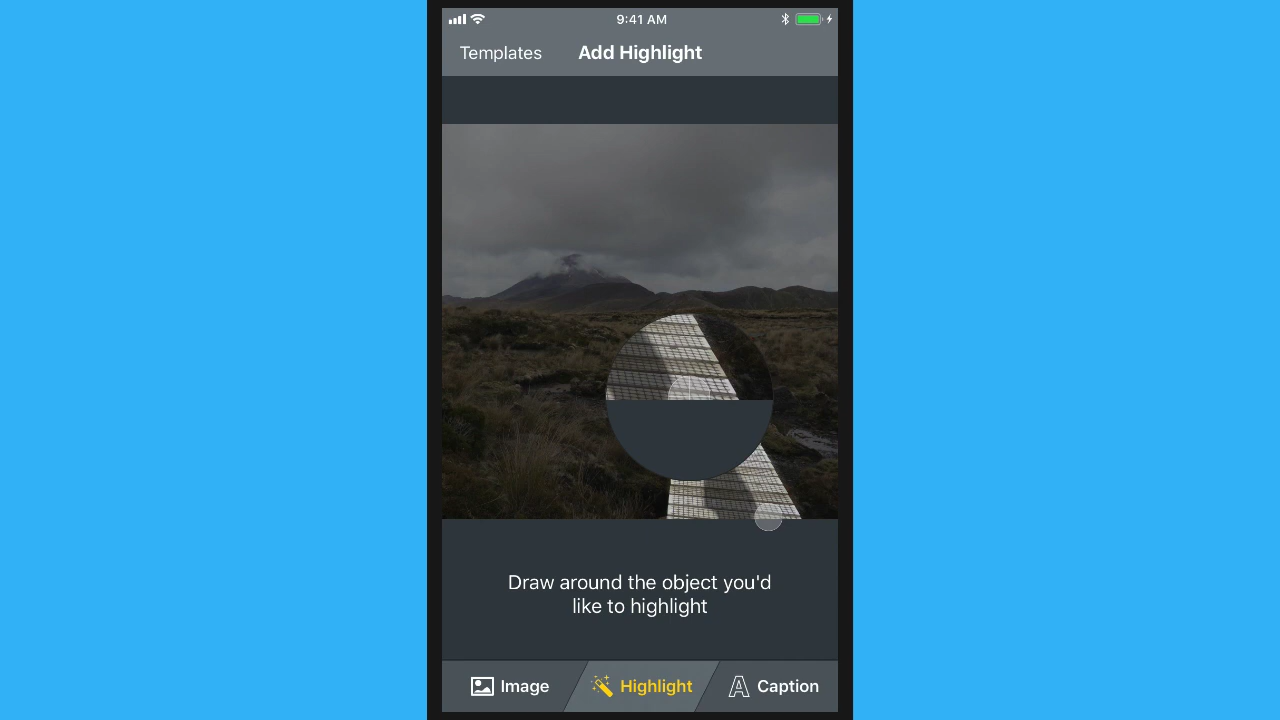 9:41 AM
Templates Add Highlight
Draw around the object you'd
like to highlight
Image Highlight Caption